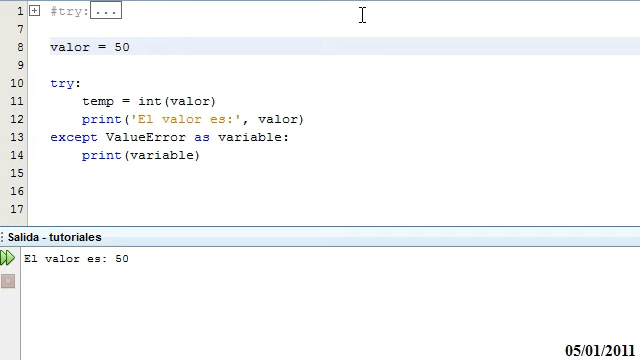 1 #try: ...
7
8 valor = 50
9
10 try:
11 temp = int(valor)
12 print('El valor es:', valor)
13 except ValueError as variable:
14 print(variable)
15
16
17
Salida - tutoriales
El valor es: 50
05/01/2011